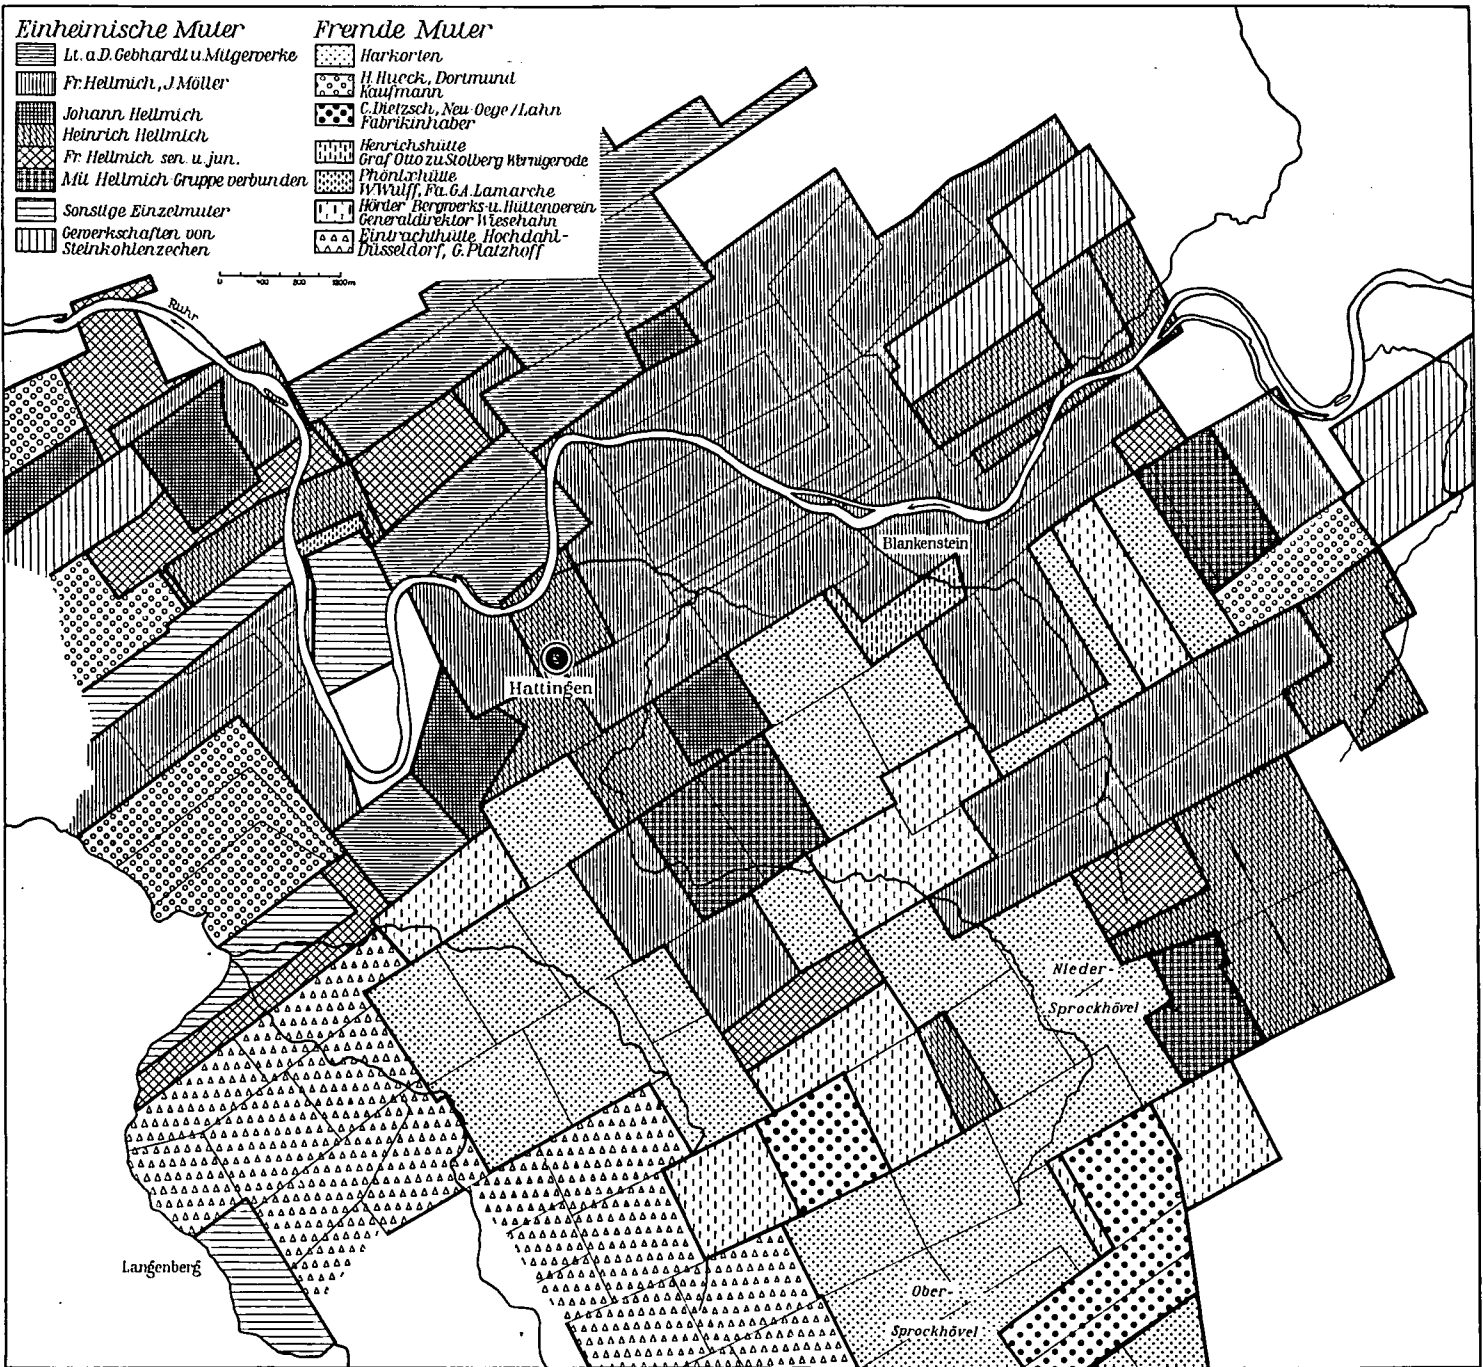 Einheimische Muter
Lt. a D. Gebhardt u. Mitgewerke
Fr. Hellmich, J Möller
Johann Hellmich
Heinrich Hellmich
Fr. Hellmich sen. u. jun.
Mit Hellmich-Gruppe verbunden
Sonstige Einzelmuter
Gewerkschaften von
Steinkohlenzechen
Fremde Muter
Harkorten
H. Hueck, Dortmund
Kaufmann
C. Dietzsch, Neu-Oege / Lahn
Fabrikinhaber
Henrichshütte
Graf Otto zu Stolberg Wernigerode
Phönixhütte
W. Wulff, Fa. G.A. Lamarche
Hörder Bergwerks- u. Hüttenverein
Generaldirektor Wiesehahn
Eintrachthütte Hochdahl-
Düsseldorf, G. Platzhoff
0 400 800 1200 m
Ruhr
Blankenstein
S
Hattingen
Nieder-
Sprockhövel
Langenberg
Ober-
Sprockhövel